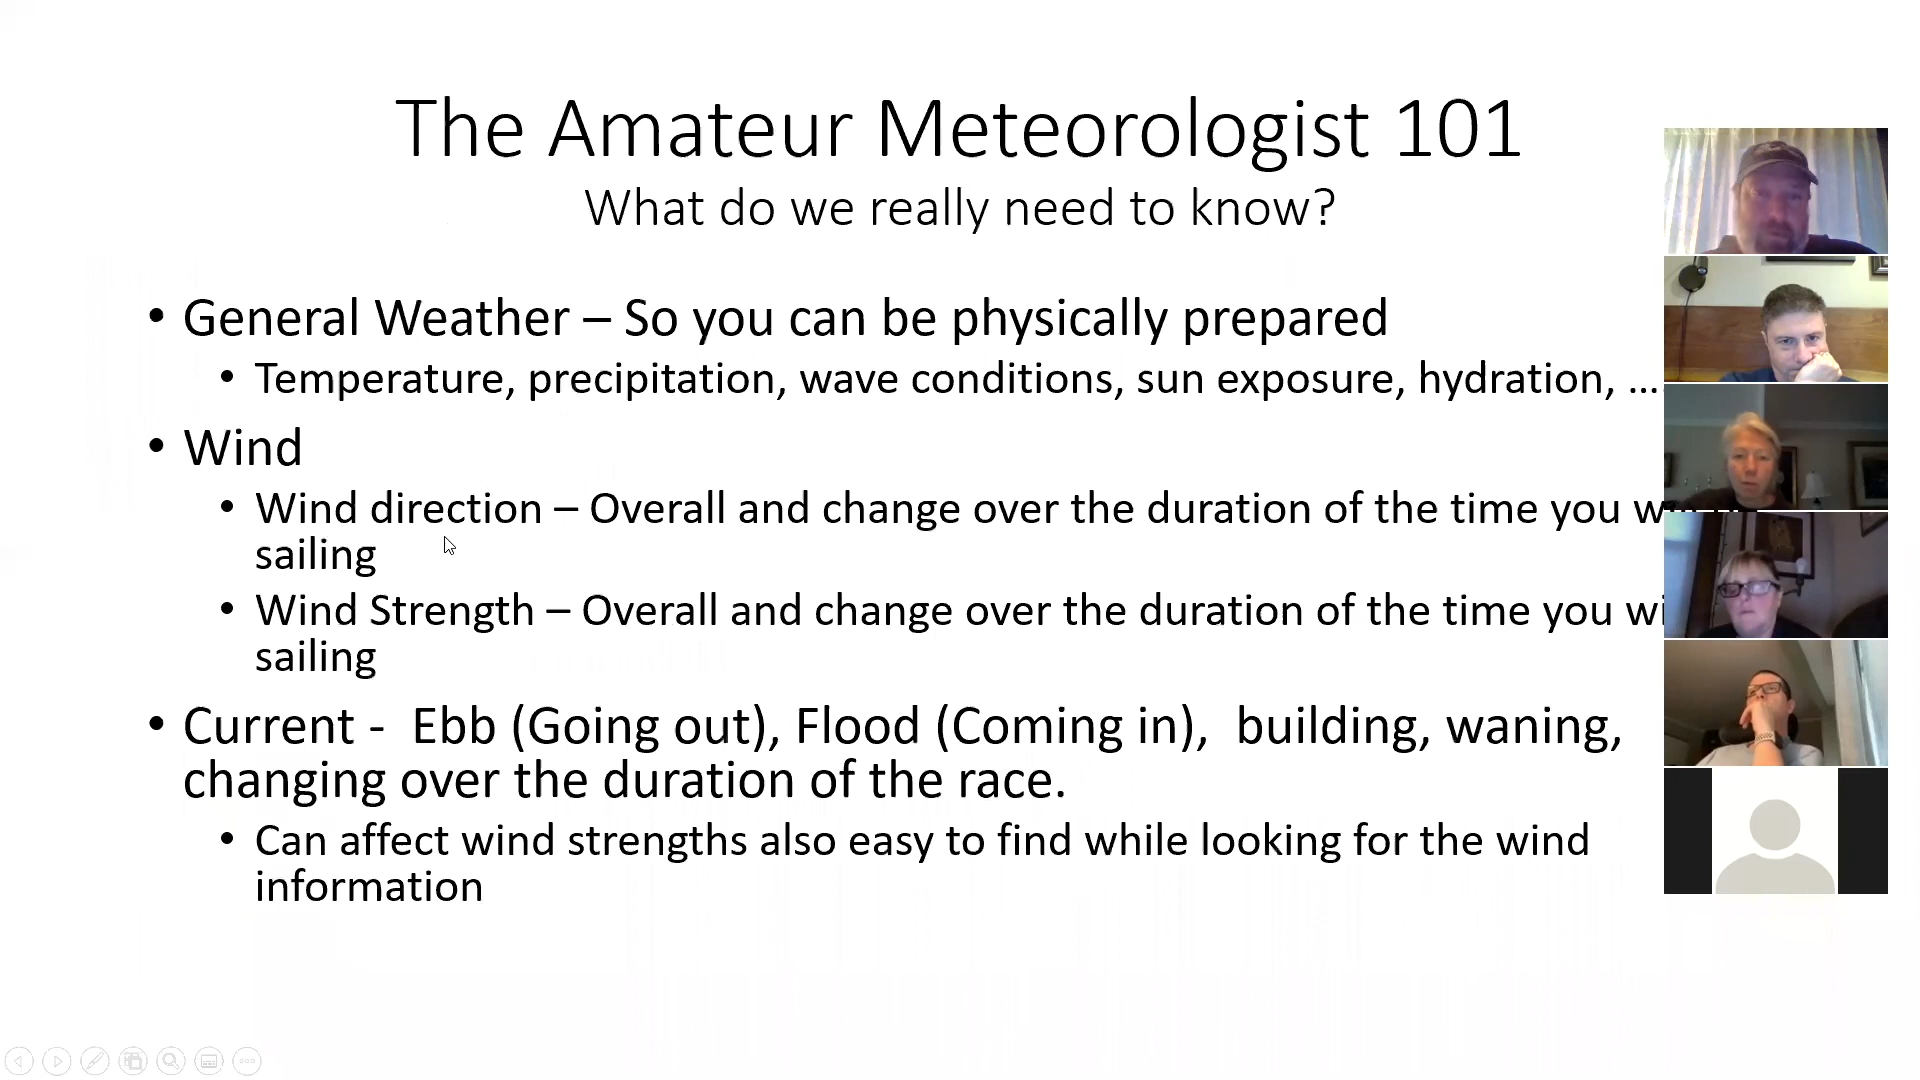 The Amateur Meteorologist 101
What do we really need to know?
• General Weather – So you can be physically prepared
• Temperature, precipitation, wave conditions, sun exposure, hydration, ...
• Wind
• Wind direction – Overall and change over the duration of the time you
sailing
• Wind Strength – Overall and change over the duration of the time you
sailing
• Current - Ebb (Going out), Flood (Coming in), building, waning,
changing over the duration of the race.
• Can affect wind strengths also easy to find while looking for the wind
information